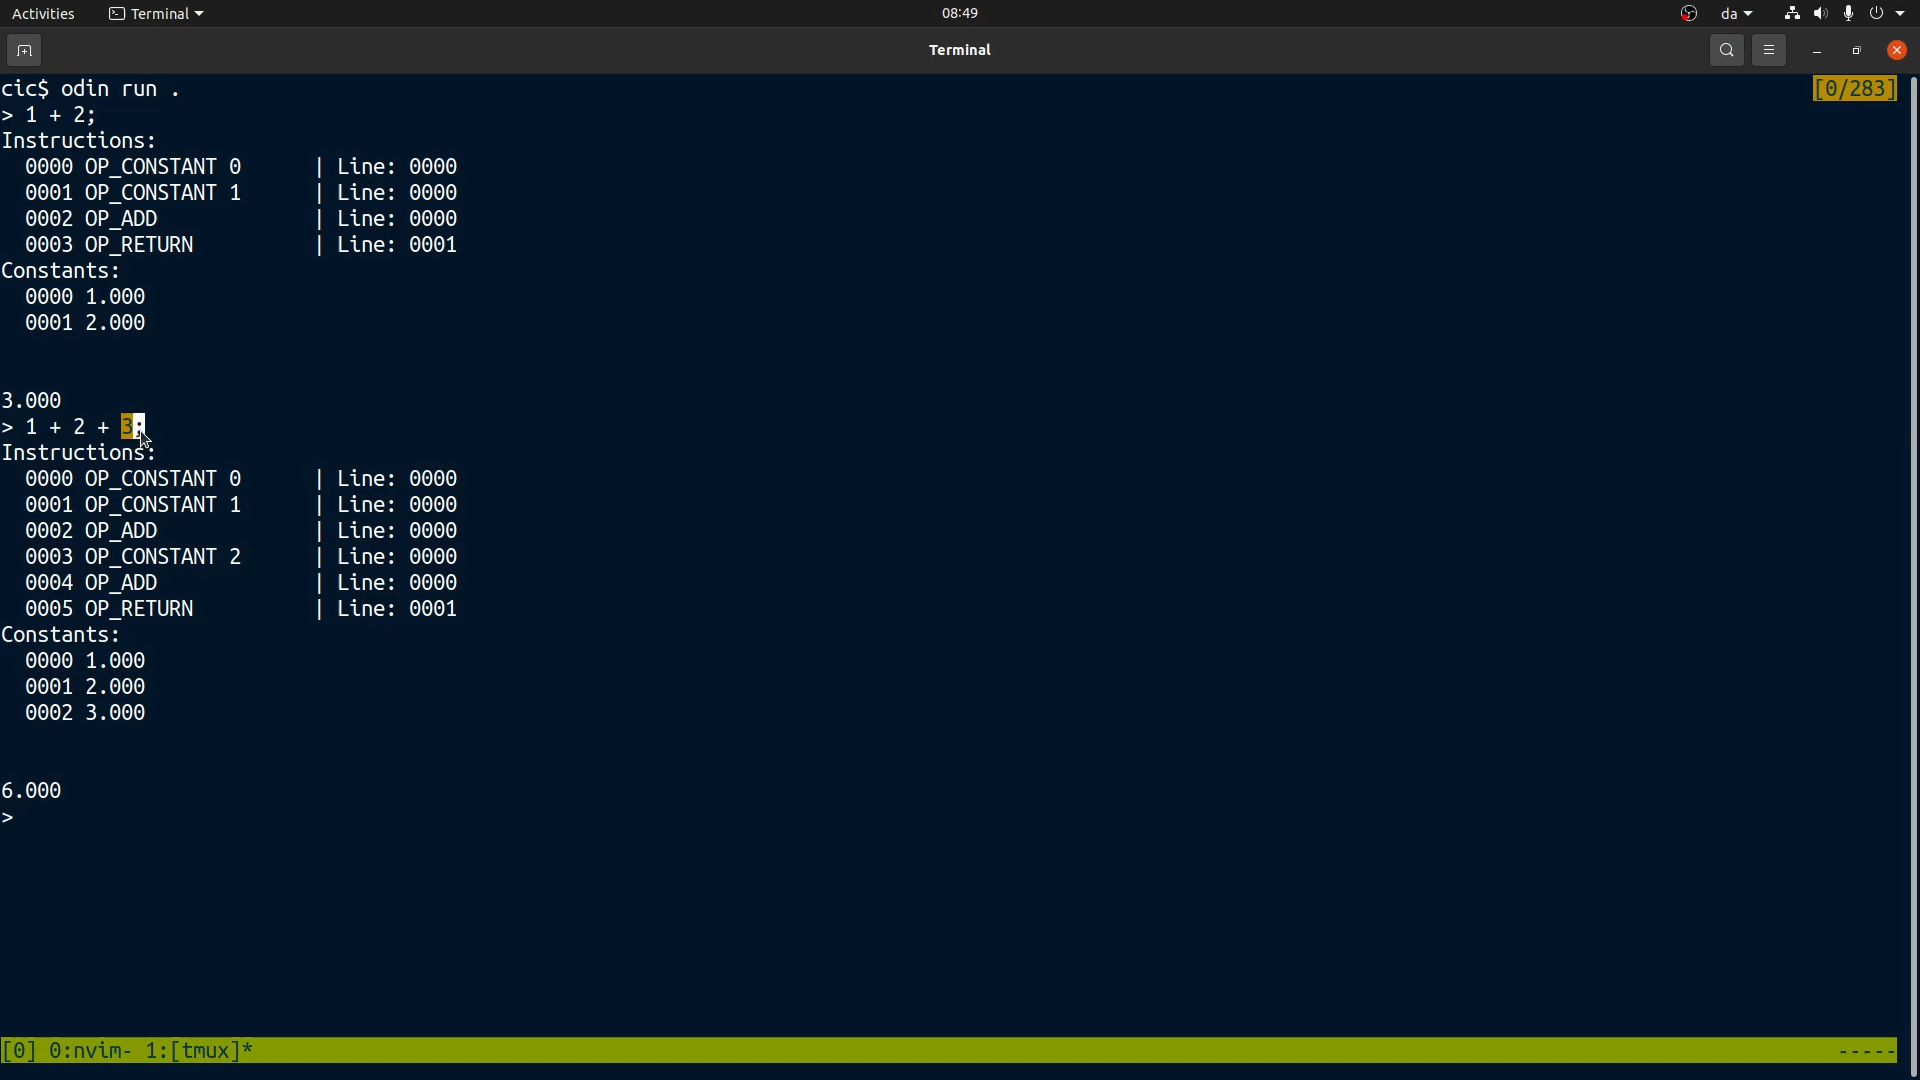 Activities Terminal 08:49 da
Terminal
cic$ odin run . [0/283]
> 1 + 2;
Instructions:
  0000 OP_CONSTANT 0      | Line: 0000
  0001 OP_CONSTANT 1      | Line: 0000
  0002 OP_ADD             | Line: 0000
  0003 OP_RETURN          | Line: 0001
Constants:
  0000 1.000
  0001 2.000
3.000
> 1 + 2 + 3;
Instructions:
  0000 OP_CONSTANT 0      | Line: 0000
  0001 OP_CONSTANT 1      | Line: 0000
  0002 OP_ADD             | Line: 0000
  0003 OP_CONSTANT 2      | Line: 0000
  0004 OP_ADD             | Line: 0000
  0005 OP_RETURN          | Line: 0001
Constants:
  0000 1.000
  0001 2.000
  0002 3.000
6.000
>
[0] 0:nvim- 1:[tmux]* -----